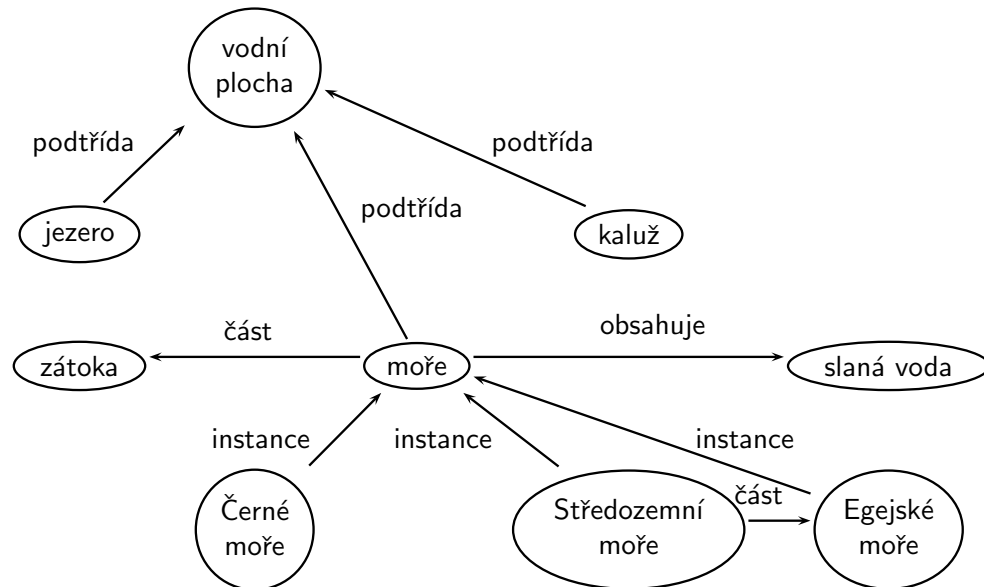 vodní
plocha
podtřída
podtřída
podtřída
jezero
kaluž
část
obsahuje
zátoka
moře
slaná voda
instance
instance
instance
Černé
moře
Středozemní
moře
část
Egejské
moře